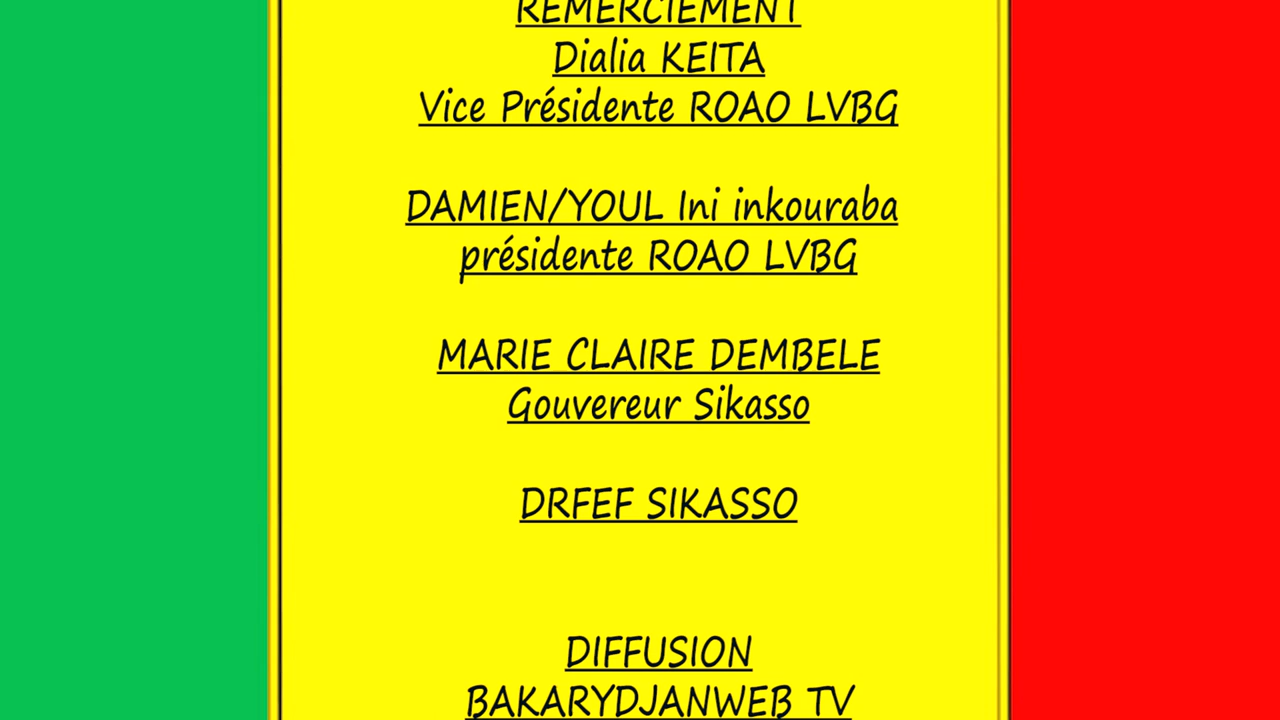 REMERCIEMENT
Dialia KEITA
Vice Présidente ROAO LVBG
DAMIEN/YOUL Ini inkouraba
présidente ROAO LVBG
MARIE CLAIRE DEMBELE
Gouvereur Sikasso
DRFEF SIKASSO
DIFFUSION
BAKARYDJANWEB TV